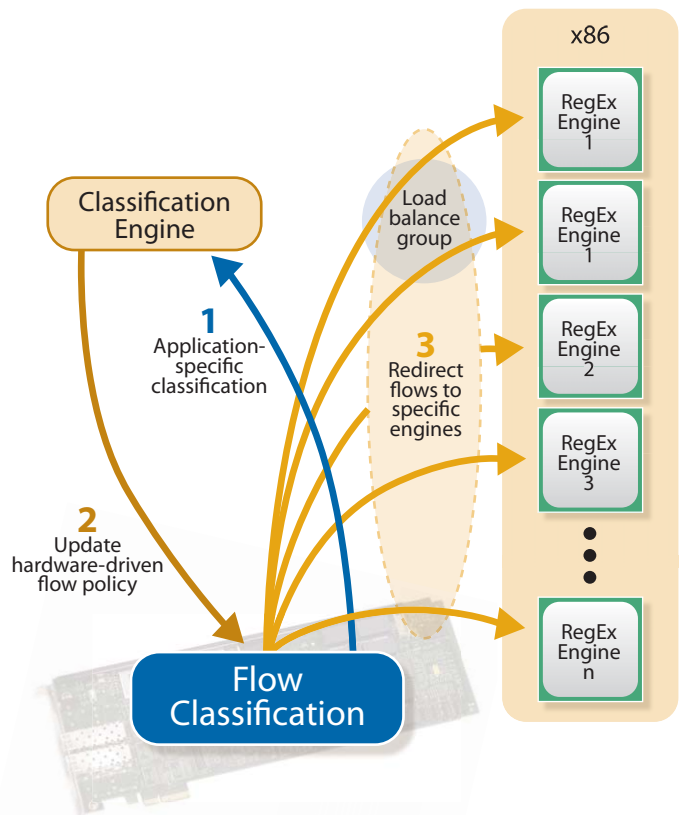 x86
RegEx
Engine
1
RegEx
Engine
1
RegEx
Engine
2
RegEx
Engine
3
RegEx
Engine
n
Load
balance
group
Classification
Engine
1
Application-
specific
classification
3
Redirect
flows to
specific
engines
2
Update
hardware-driven
flow policy
Flow
Classification